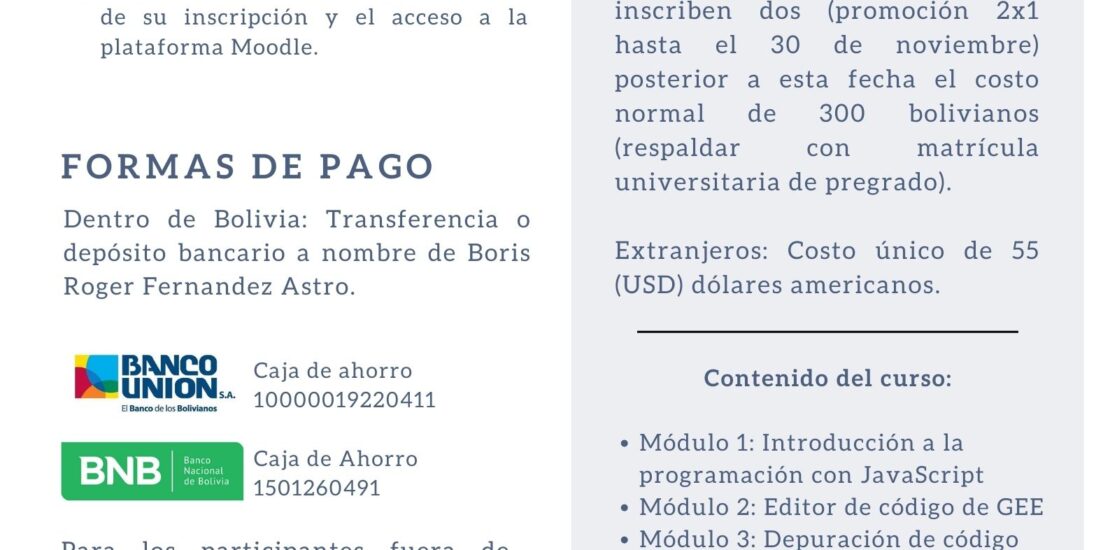 de su inscripción y el acceso a la
plataforma Moodle.
FORMAS DE PAGO
Dentro de Bolivia: Transferencia o
depósito bancario a nombre de Boris
Roger Fernandez Astro.
BANCO
UNION S.A.
El Banco de los Bolivianos
Caja de ahorro
10000019220411
BNB
Banco
Nacional
de Bolivia
Caja de Ahorro
1501260491
Para los participantes fuera de
inscriben dos (promoción 2x1
hasta el 30 de noviembre)
posterior a esta fecha el costo
normal de 300 bolivianos
(respaldar con matrícula
universitaria de pregrado).
Extranjeros: Costo único de 55
(USD) dólares americanos.
Contenido del curso:
• Módulo 1: Introducción a la
programación con JavaScript
• Módulo 2: Editor de código de GEE
• Módulo 3: Depuración de código